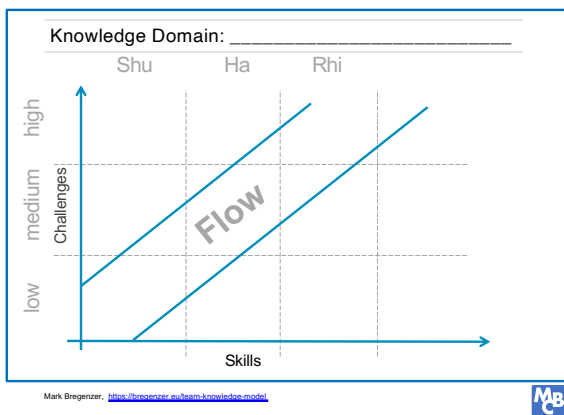 Knowledge Domain: __________________________
Shu Ha Rhi
high
medium
low
Challenges
Flow
Skills
Mark Bregenzer, https://bregenzer.eu/team-knowledge-model
MBC